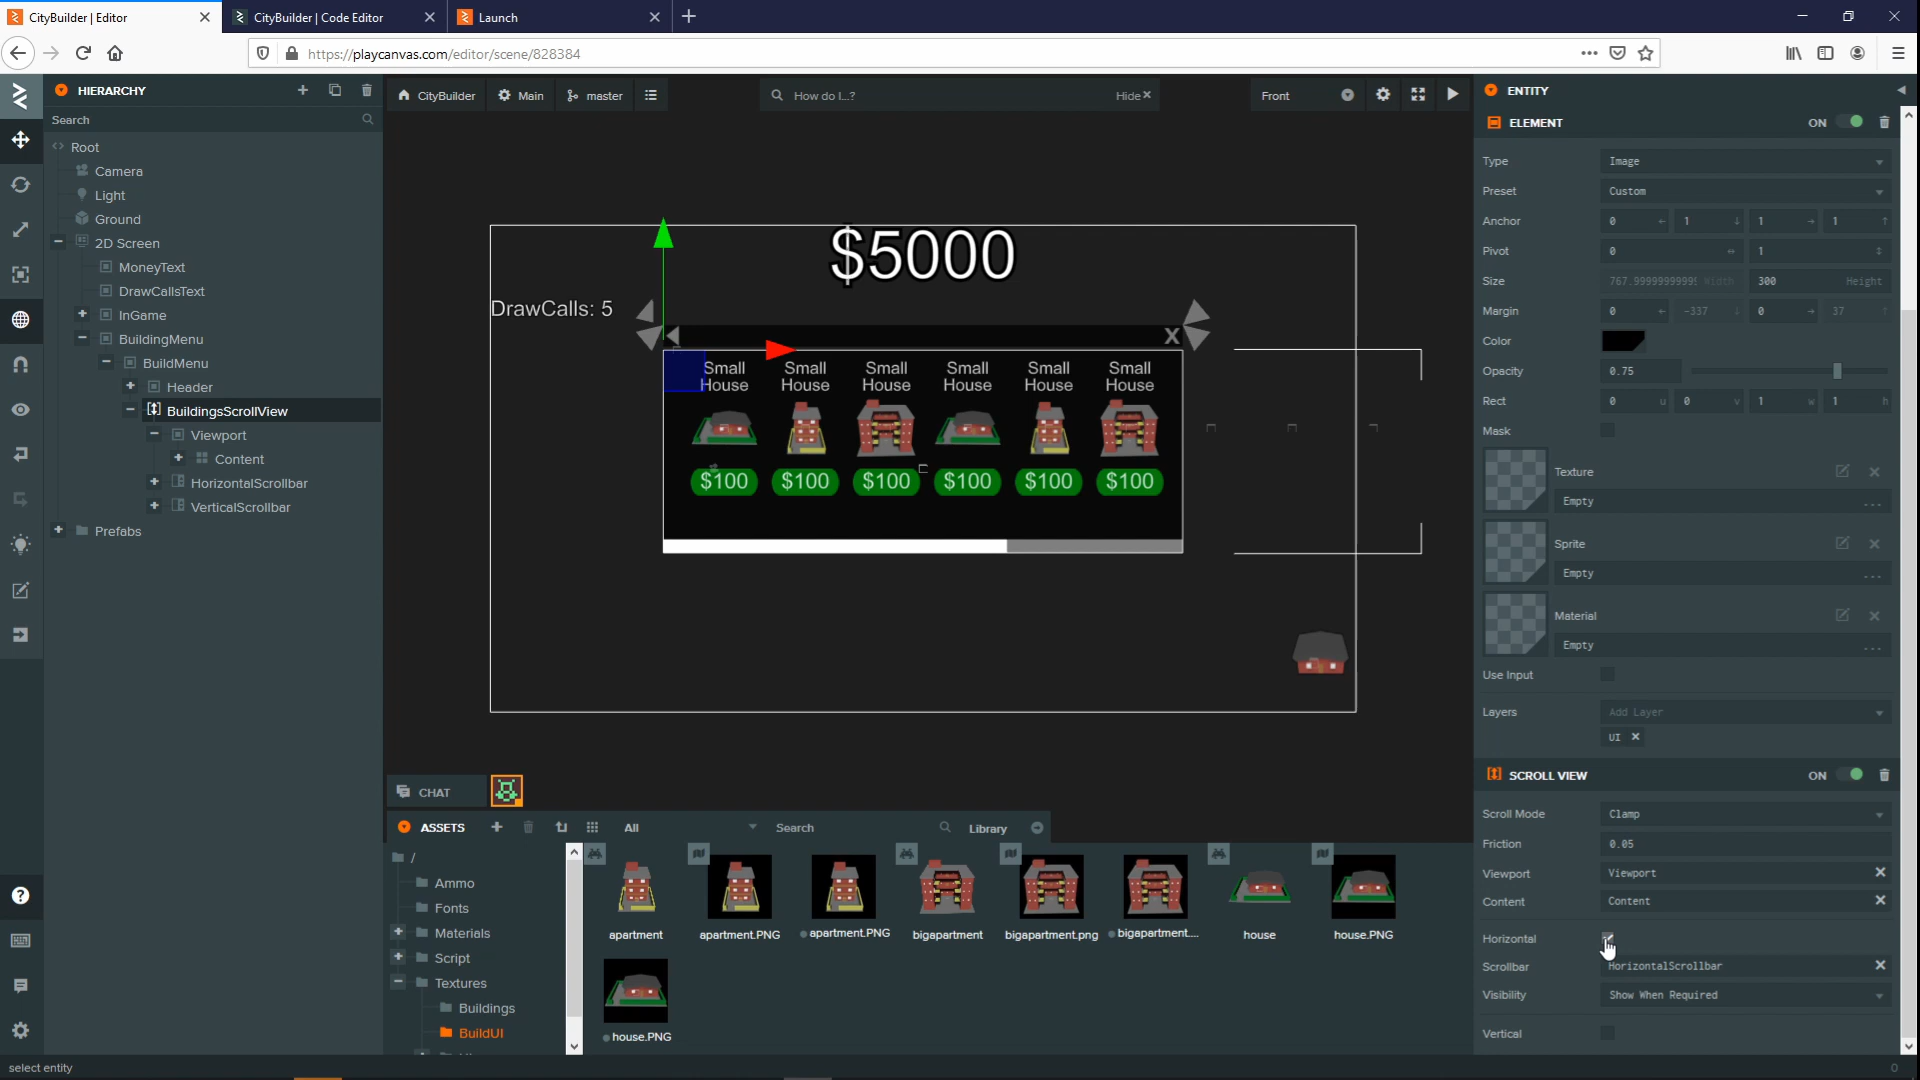 CityBuilder | Editor
CityBuilder | Code Editor
Launch
https://playcanvas.com/editor/scene/828384
HIERARCHY
CityBuilder
Main
master
How do I...?
Hide
Front
ENTITY
Search
ELEMENT
ON
Root
Camera
Light
Ground
2D Screen
MoneyText
DrawCallsText
InGame
BuildingMenu
BuildMenu
Header
BuildingsScrollView
Viewport
Content
HorizontalScrollbar
VerticalScrollbar
Prefabs
$5000
DrawCalls: 5
X
Small House
Small House
Small House
Small House
Small House
Small House
$100
$100
$100
$100
$100
$100
Type
Image
Preset
Custom
Anchor
0
1
1
1
Pivot
0
1
Size
767.9999999999
Width
300
Height
Margin
0
-337
0
37
Color
Opacity
0.75
Rect
0 u
0 v
1 w
1 h
Mask
Texture
Empty
...
Sprite
Empty
...
Material
Empty
...
Use Input
Layers
Add Layer
UI
SCROLL VIEW
ON
Scroll Mode
Clamp
Friction
0.05
Viewport
Viewport
Content
Content
Horizontal
Scrollbar
HorizontalScrollbar
Visibility
Show When Required
Vertical
CHAT
ASSETS
All
Search
Library
/
Ammo
Fonts
Materials
Script
Textures
Buildings
BuildUI
apartment
apartment.PNG
apartment.PNG
bigapartment
bigapartment.png
bigapartment....
house
house.PNG
house.PNG
select entity
0